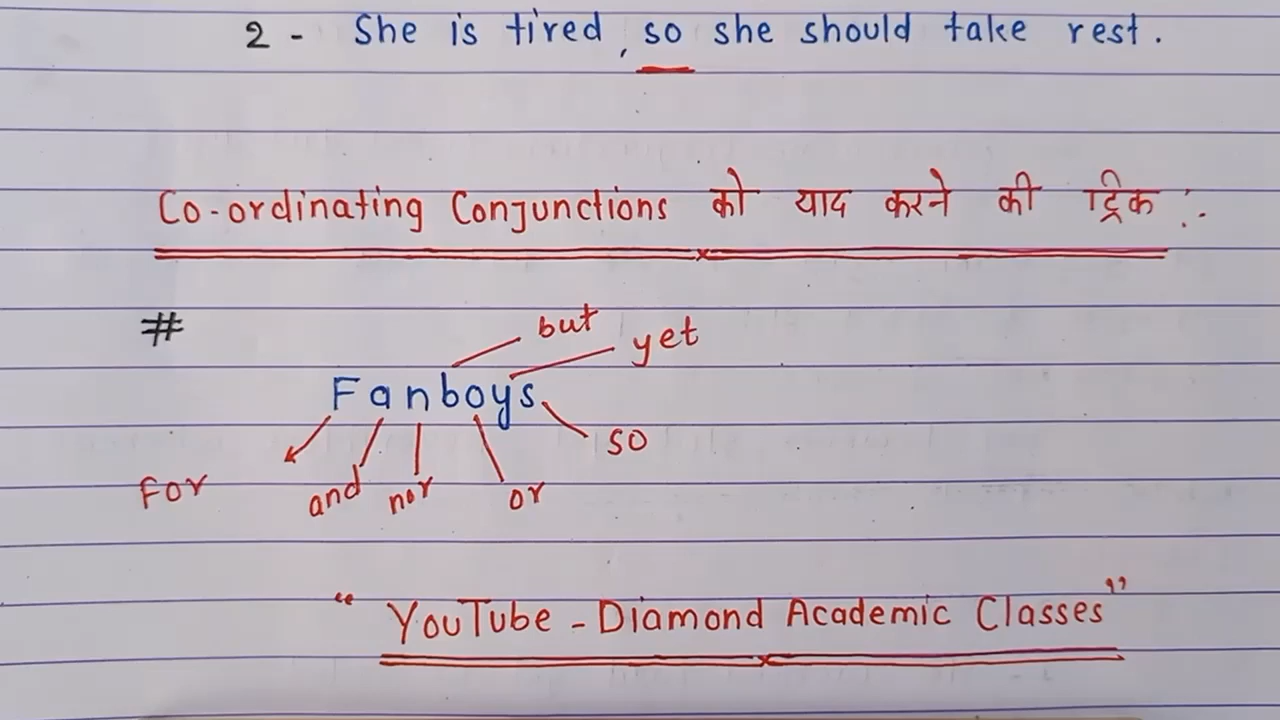 2 - She is tired, so she should take rest.
Co-ordinating Conjunctions को याद करने की ट्रिक :-
#
but
yet
Fanboys
so
For and nor or
“ YouTube - Diamond Academic Classes ”